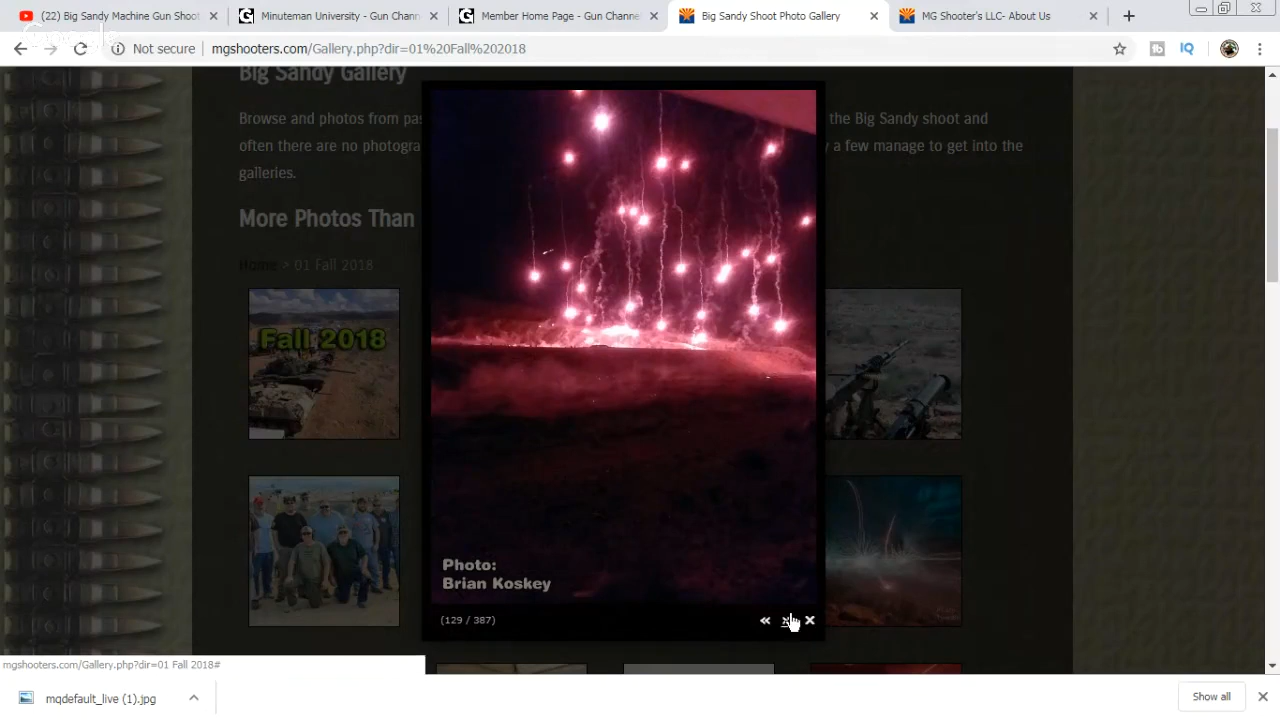 (22) Big Sandy Machine Gun Shoot
Minuteman University - Gun Chann
Member Home Page - Gun Channe
Big Sandy Shoot Photo Gallery
MG Shooter's LLC- About Us
Not secure
mgshooters.com/Gallery.php?dir=01%20Fall%202018
Big Sandy Gallery
Browse and photos from pas the Big Sandy shoot and
often there are no photogra y a few manage to get into the
galleries.
More Photos Than
Home > 01 Fall 2018
Fall 2018
Photo:
Brian Koskey
(129 / 387)
mgshooters.com/Gallery.php?dir=01 Fall 2018#
mqdefault_live (1).jpg
Show all